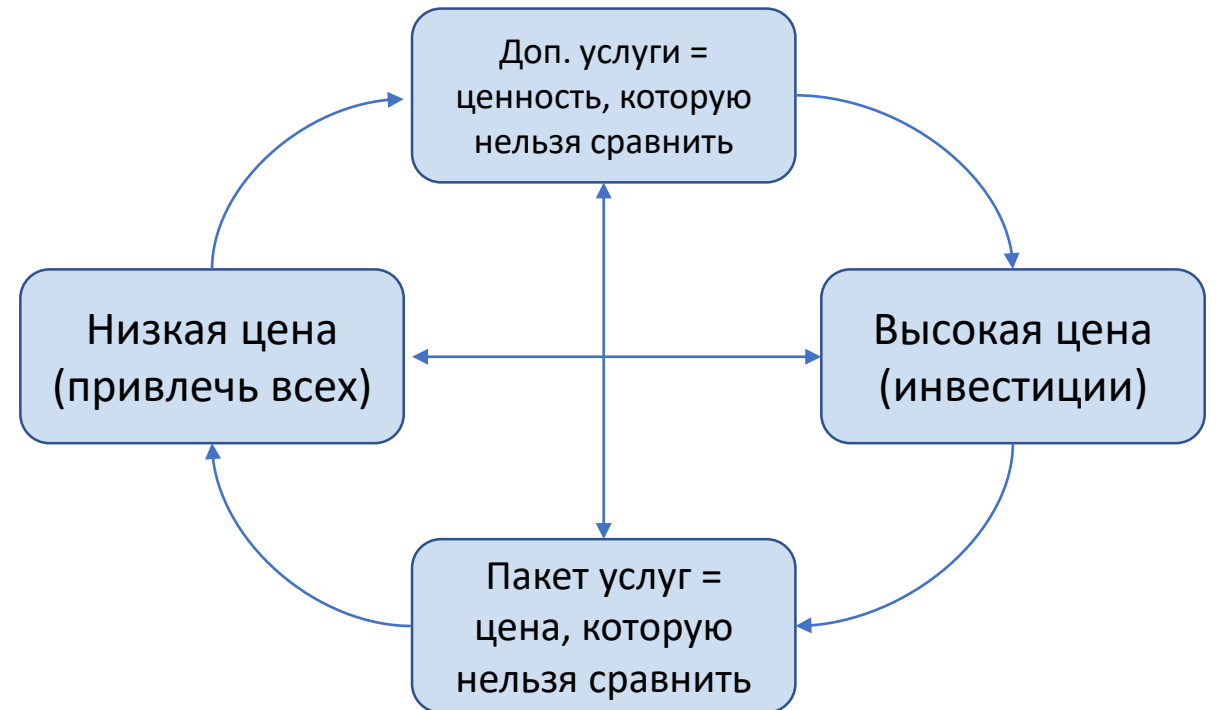 Доп. услуги =
ценность, которую
нельзя сравнить
Низкая цена
(привлечь всех)
Высокая цена
(инвестиции)
Пакет услуг =
цена, которую
нельзя сравнить